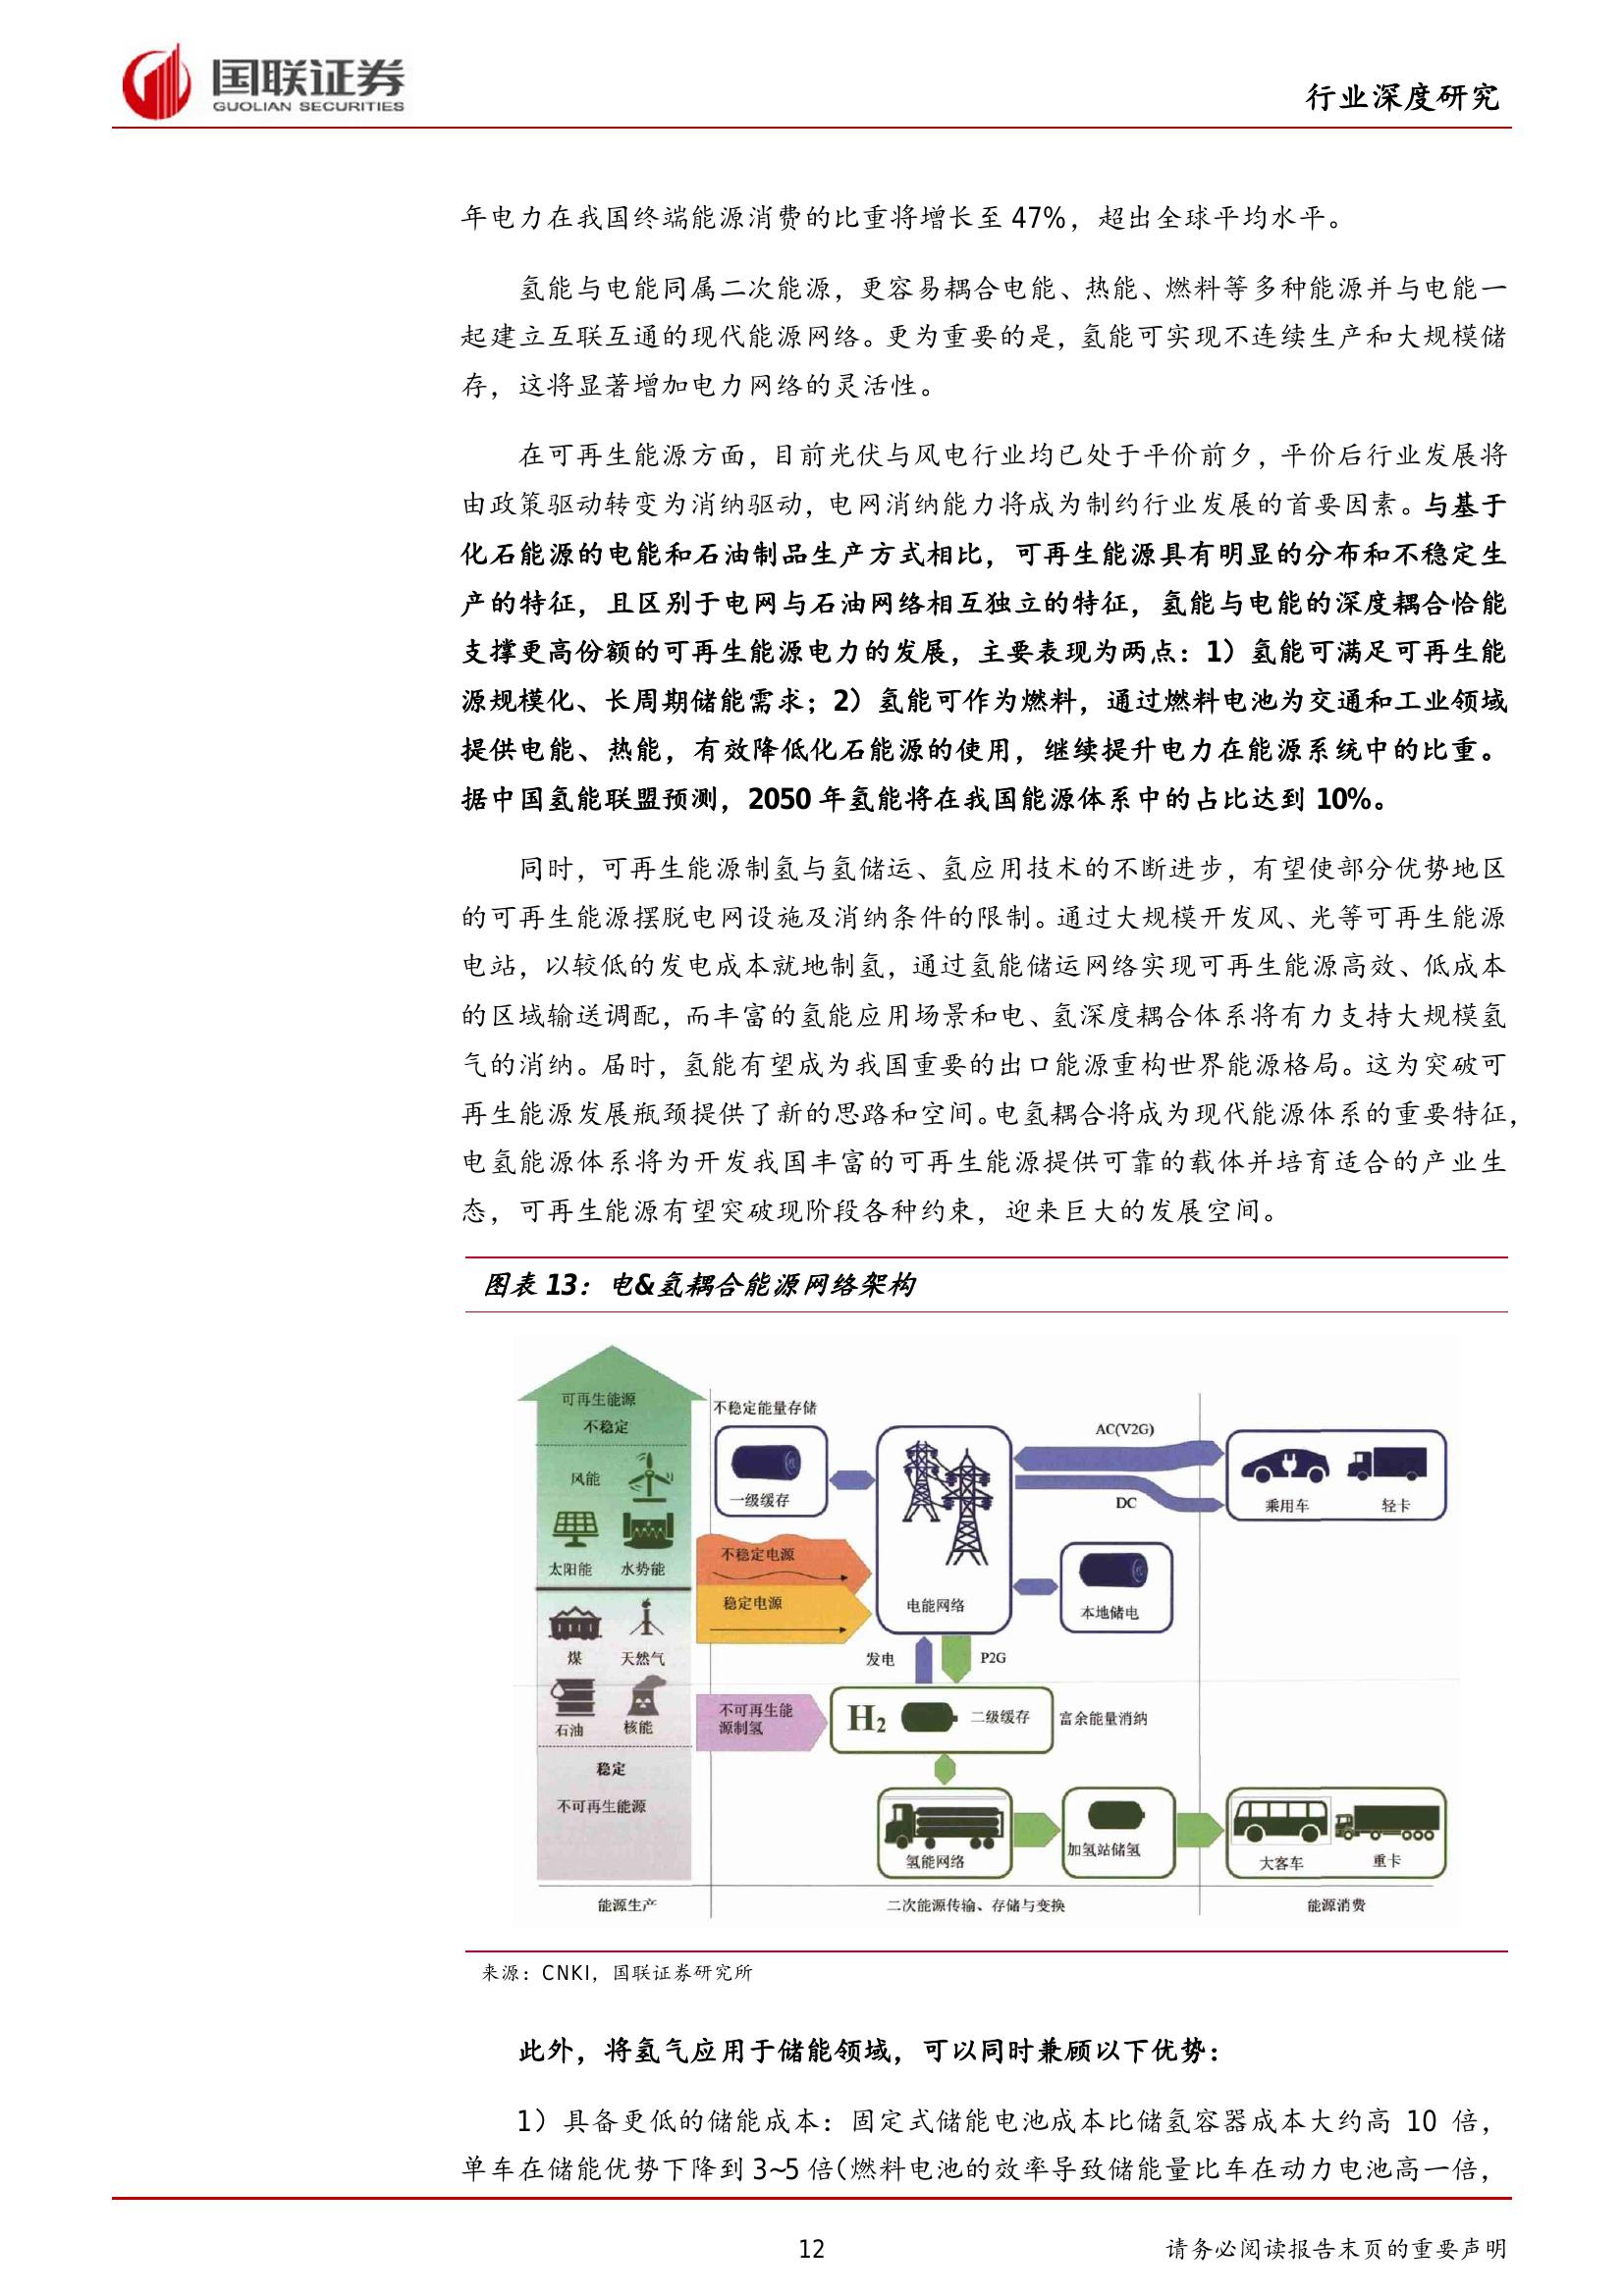 国联证券
GUOLIAN SECURITIES
行业深度研究
年电力在我国终端能源消费的比重将增长至 47%，超出全球平均水平。
氢能与电能同属二次能源，更容易耦合电能、热能、燃料等多种能源并与电能一
起建立互联互通的现代能源网络。更为重要的是，氢能可实现不连续生产和大规模储
存，这将显著增加电力网络的灵活性。
在可再生能源方面，目前光伏与风电行业均已处于平价前夕，平价后行业发展将
由政策驱动转变为消纳驱动，电网消纳能力将成为制约行业发展的首要因素。与基于
化石能源的电能和石油制品生产方式相比，可再生能源具有明显的分布和不稳定生
产的特征，且区别于电网与石油网络相互独立的特征，氢能与电能的深度耦合恰能
支撑更高份额的可再生能源电力的发展，主要表现为两点：1）氢能可满足可再生能
源规模化、长周期储能需求；2）氢能可作为燃料，通过燃料电池为交通和工业领域
提供电能、热能，有效降低化石能源的使用，继续提升电力在能源系统中的比重。
据中国氢能联盟预测，2050 年氢能将在我国能源体系中的占比达到 10%。
同时，可再生能源制氢与氢储运、氢应用技术的不断进步，有望使部分优势地区
的可再生能源摆脱电网设施及消纳条件的限制。通过大规模开发风、光等可再生能源
电站，以较低的发电成本就地制氢，通过氢能储运网络实现可再生能源高效、低成本
的区域输送调配，而丰富的氢能应用场景和电、氢深度耦合体系将有力支持大规模氢
气的消纳。届时，氢能有望成为我国重要的出口能源重构世界能源格局。这为突破可
再生能源发展瓶颈提供了新的思路和空间。电氢耦合将成为现代能源体系的重要特征，
电氢能源体系将为开发我国丰富的可再生能源提供可靠的载体并培育适合的产业生
态，可再生能源有望突破现阶段各种约束，迎来巨大的发展空间。
图表 13：电&氢耦合能源网络架构
可再生能源
不稳定
风能
太阳能 水势能
煤 天然气
石油 核能
稳定
不可再生能源
不稳定能量存储
一级缓存
不稳定电源
稳定电源
不可再生能
源制氢
电能网络
AC(V2G)
DC
乘用车 轻卡
本地储电
发电 P2G
H2 二级缓存 富余能量消纳
氢能网络
加氢站储氢
大客车 重卡
能源生产 二次能源传输、存储与变换 能源消费
来源：CNKI，国联证券研究所
此外，将氢气应用于储能领域，可以同时兼顾以下优势：
1）具备更低的储能成本：固定式储能电池成本比储氢容器成本大约高 10 倍，
单车在储能优势下降到 3~5 倍（燃料电池的效率导致储能量比车在动力电池高一倍，
12
请务必阅读报告末页的重要声明